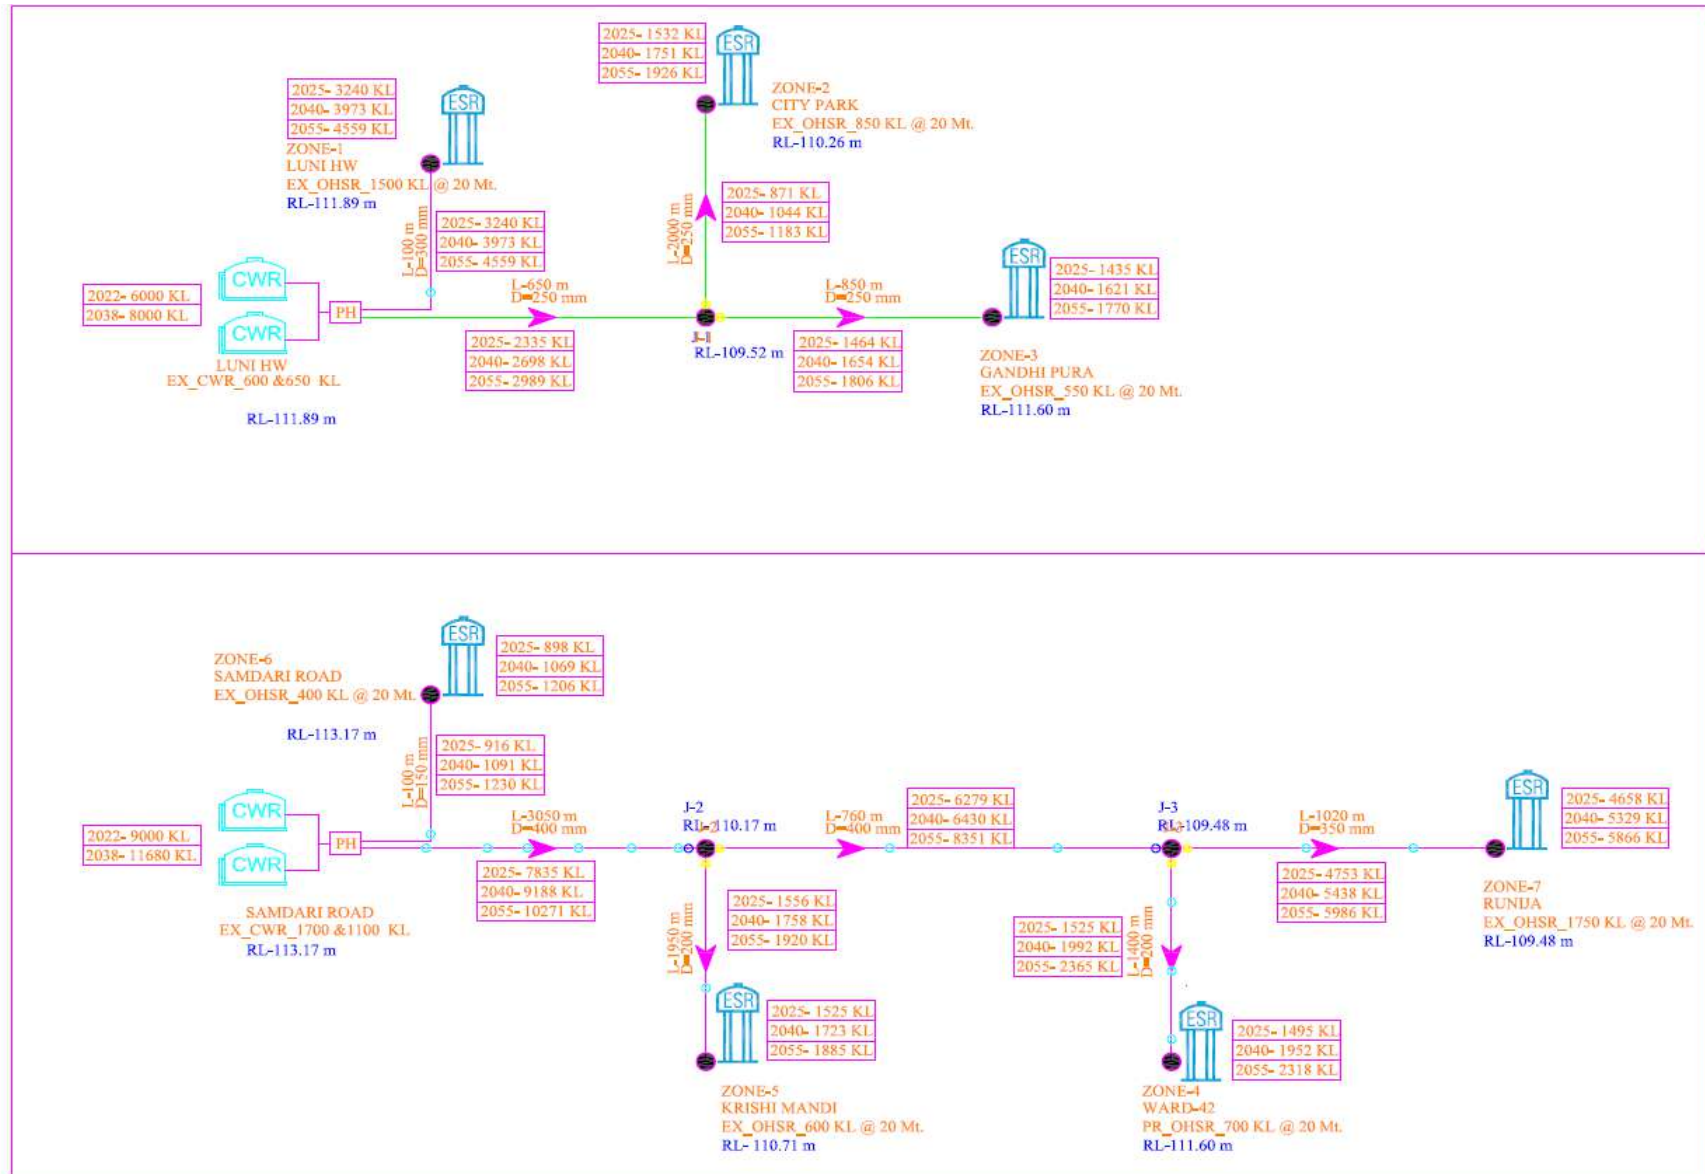 2025- 1532 KL
2040- 1751 KL
2055- 1926 KL
ESR
ZONE-2
CITY PARK
EX_OHSR_850 KL @ 20 Mt.
RL-110.26 m
2025- 3240 KL
2040- 3973 KL
2055- 4559 KL
ESR
ZONE-1
LUNI HW
EX_OHSR_1500 KL @ 20 Mt.
RL-111.89 m
L-100 m
D=300 mm
2025- 3240 KL
2040- 3973 KL
2055- 4559 KL
L-2000 m
D=250 mm
2025- 871 KL
2040- 1044 KL
2055- 1183 KL
2022- 6000 KL
2038- 8000 KL
CWR
CWR
PH
LUNI HW
EX_CWR_600 &650 KL
RL-111.89 m
L-650 m
D=250 mm
2025- 2335 KL
2040- 2698 KL
2055- 2989 KL
J-1
RL-109.52 m
L-850 m
D=250 mm
2025- 1464 KL
2040- 1654 KL
2055- 1806 KL
ESR
2025- 1435 KL
2040- 1621 KL
2055- 1770 KL
ZONE-3
GANDHI PURA
EX_OHSR_550 KL @ 20 Mt.
RL-111.60 m
ESR
2025- 898 KL
2040- 1069 KL
2055- 1206 KL
ZONE-6
SAMDARI ROAD
EX_OHSR_400 KL @ 20 Mt.
RL-113.17 m
L-100 m
D=150 mm
2025- 916 KL
2040- 1091 KL
2055- 1230 KL
2022- 9000 KL
2038- 11680 KL
CWR
CWR
PH
SAMDARI ROAD
EX_CWR_1700 &1100 KL
RL-113.17 m
L-3050 m
D=400 mm
2025- 7835 KL
2040- 9188 KL
2055- 10271 KL
J-2
RL-110.17 m
L-760 m
D=400 mm
2025- 6279 KL
2040- 6430 KL
2055- 8351 KL
J-3
RL-109.48 m
L-1020 m
D=350 mm
2025- 4753 KL
2040- 5438 KL
2055- 5986 KL
ESR
2025- 4658 KL
2040- 5329 KL
2055- 5866 KL
ZONE-7
RUNIJA
EX_OHSR_1750 KL @ 20 Mt.
RL-109.48 m
L-1950 m
D=200 mm
2025- 1556 KL
2040- 1758 KL
2055- 1920 KL
ESR
2025- 1525 KL
2040- 1723 KL
2055- 1885 KL
ZONE-5
KRISHI MANDI
EX_OHSR_600 KL @ 20 Mt.
RL- 110.71 m
2025- 1525 KL
2040- 1992 KL
2055- 2365 KL
L-1400 m
D=200 mm
ESR
2025- 1495 KL
2040- 1952 KL
2055- 2318 KL
ZONE-4
WARD-42
PR_OHSR_700 KL @ 20 Mt.
RL-111.60 m